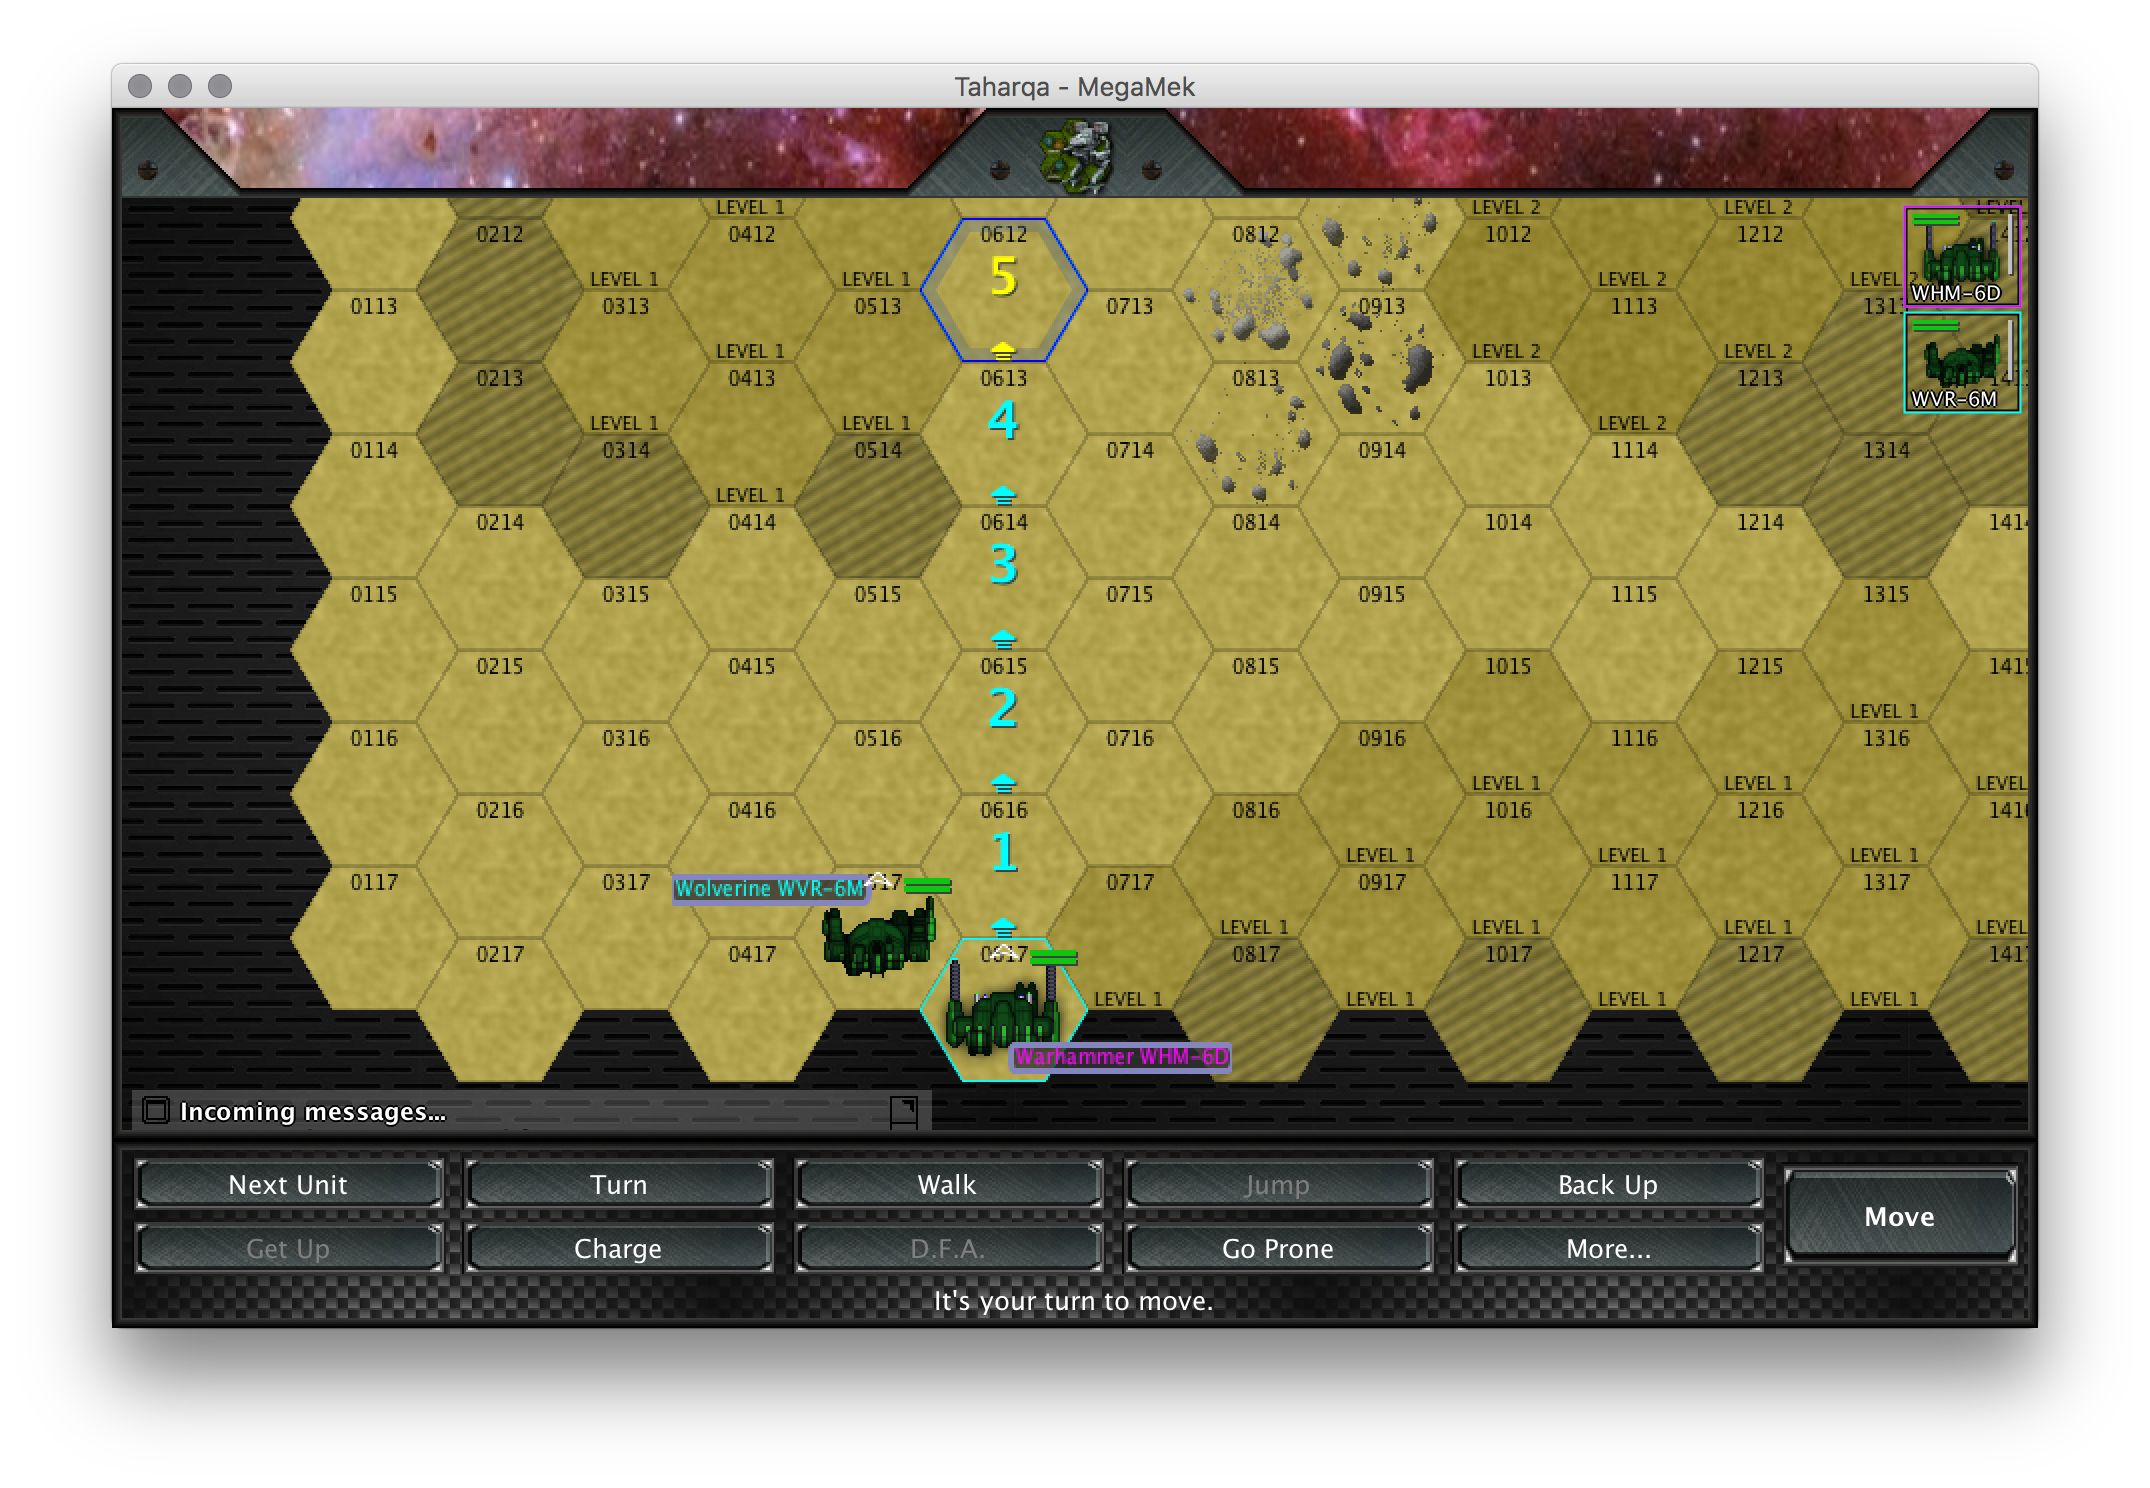 Taharqa - MegaMek
LEVEL 1 LEVEL 2 LEVEL 2
0212 0412 0612 0812 1012 1212
5
LEVEL 1 LEVEL 1 LEVEL 2 LEVEL 2
WHM-6D
0113 0313 0513 0713 0913 1113
LEVEL 1 LEVEL 2 LEVEL 2
0213 0413 0613 0813 1013 1213
WVR-6M
4
LEVEL 1 LEVEL 1 LEVEL 2
0114 0314 0514 0714 0914 1114 1314
LEVEL 1
0214 0414 0614 0814 1014 1214
3
0115 0315 0515 0715 0915 1115 1315
0215 0415 0615 0815 1015 1215
2
LEVEL 1
0116 0316 0516 0716 0916 1116 1316
LEVEL 1 LEVEL 1
0216 0416 0616 0816 1016 1216
1
LEVEL 1 LEVEL 1 LEVEL 1
0117 0317 0717 0917 1117 1317
Wolverine WVR-6M
LEVEL 1 LEVEL 1 LEVEL 1
0217 0417 0817 1017 1217
LEVEL 1 LEVEL 1 LEVEL 1 LEVEL 1
Warhammer WHM-6D
Incoming messages...
Next Unit Turn Walk Jump Back Up
Move
Get Up Charge D.F.A. Go Prone More...
It's your turn to move.